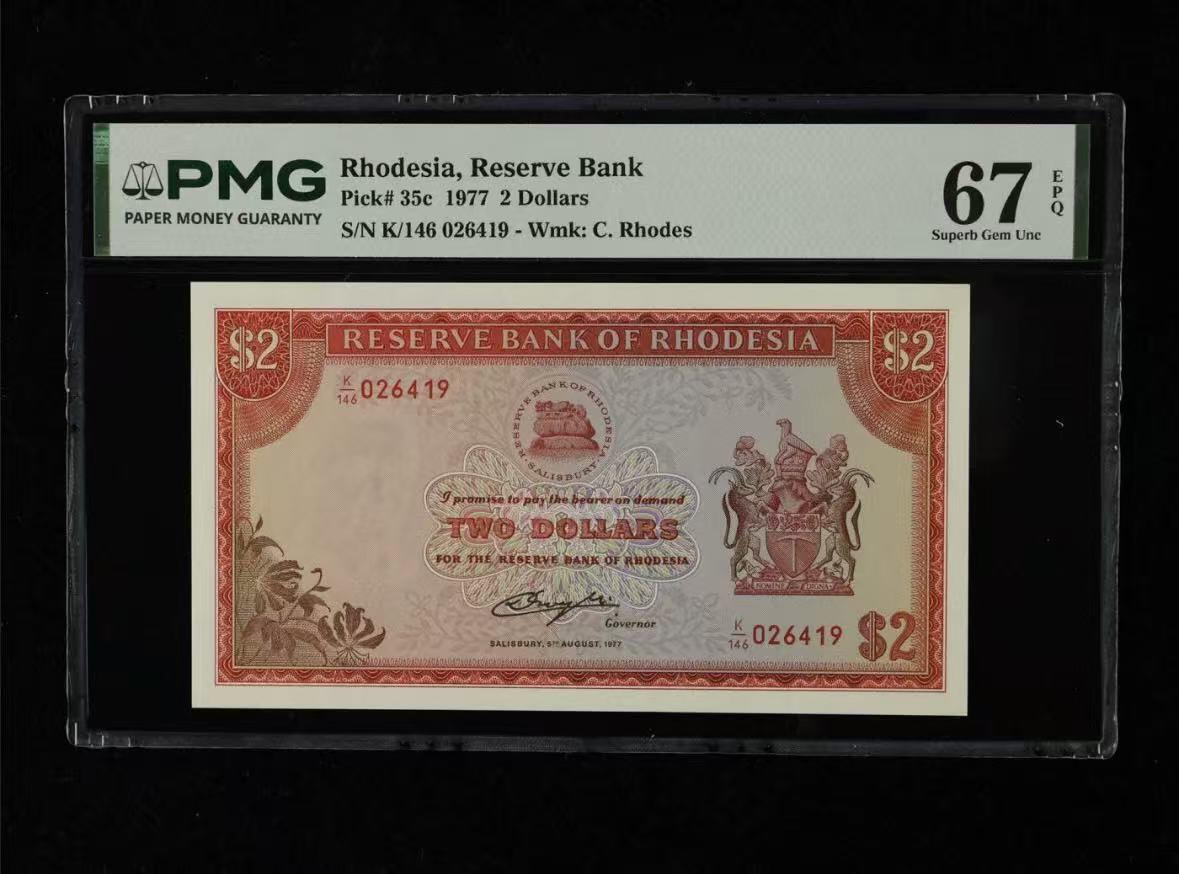 PMG
PAPER MONEY GUARANTY
Rhodesia, Reserve Bank
Pick# 35c 1977 2 Dollars
S/N K/146 026419 - Wmk: C. Rhodes
67
EPQ
Superb Gem Unc
$2
RESERVE BANK OF RHODESIA
$2
K/146 026419
RESERVE BANK OF RHODESIA
·SALISBURY·
I promise to pay the bearer on demand
TWO DOLLARS
FOR THE RESERVE BANK OF RHODESIA
Governor
SALISBURY, 5TH AUGUST, 1977
K/146 026419
$2